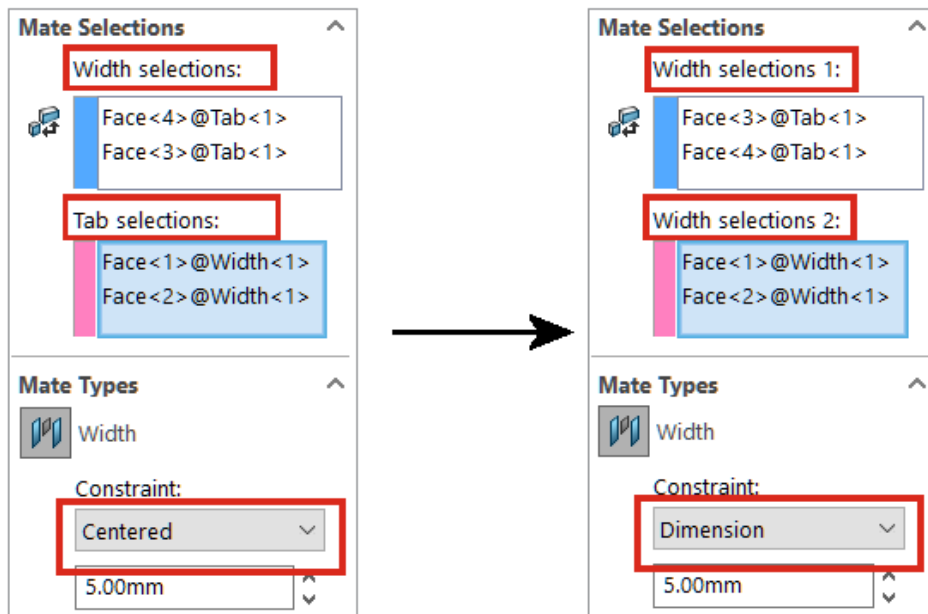 Mate Selections
Width selections:
Face<4>@Tab<1>
Face<3>@Tab<1>
Tab selections:
Face<1>@Width<1>
Face<2>@Width<1>
Mate Types
Width
Constraint:
Centered
5.00mm
Mate Selections
Width selections 1:
Face<3>@Tab<1>
Face<4>@Tab<1>
Width selections 2:
Face<1>@Width<1>
Face<2>@Width<1>
Mate Types
Width
Constraint:
Dimension
5.00mm